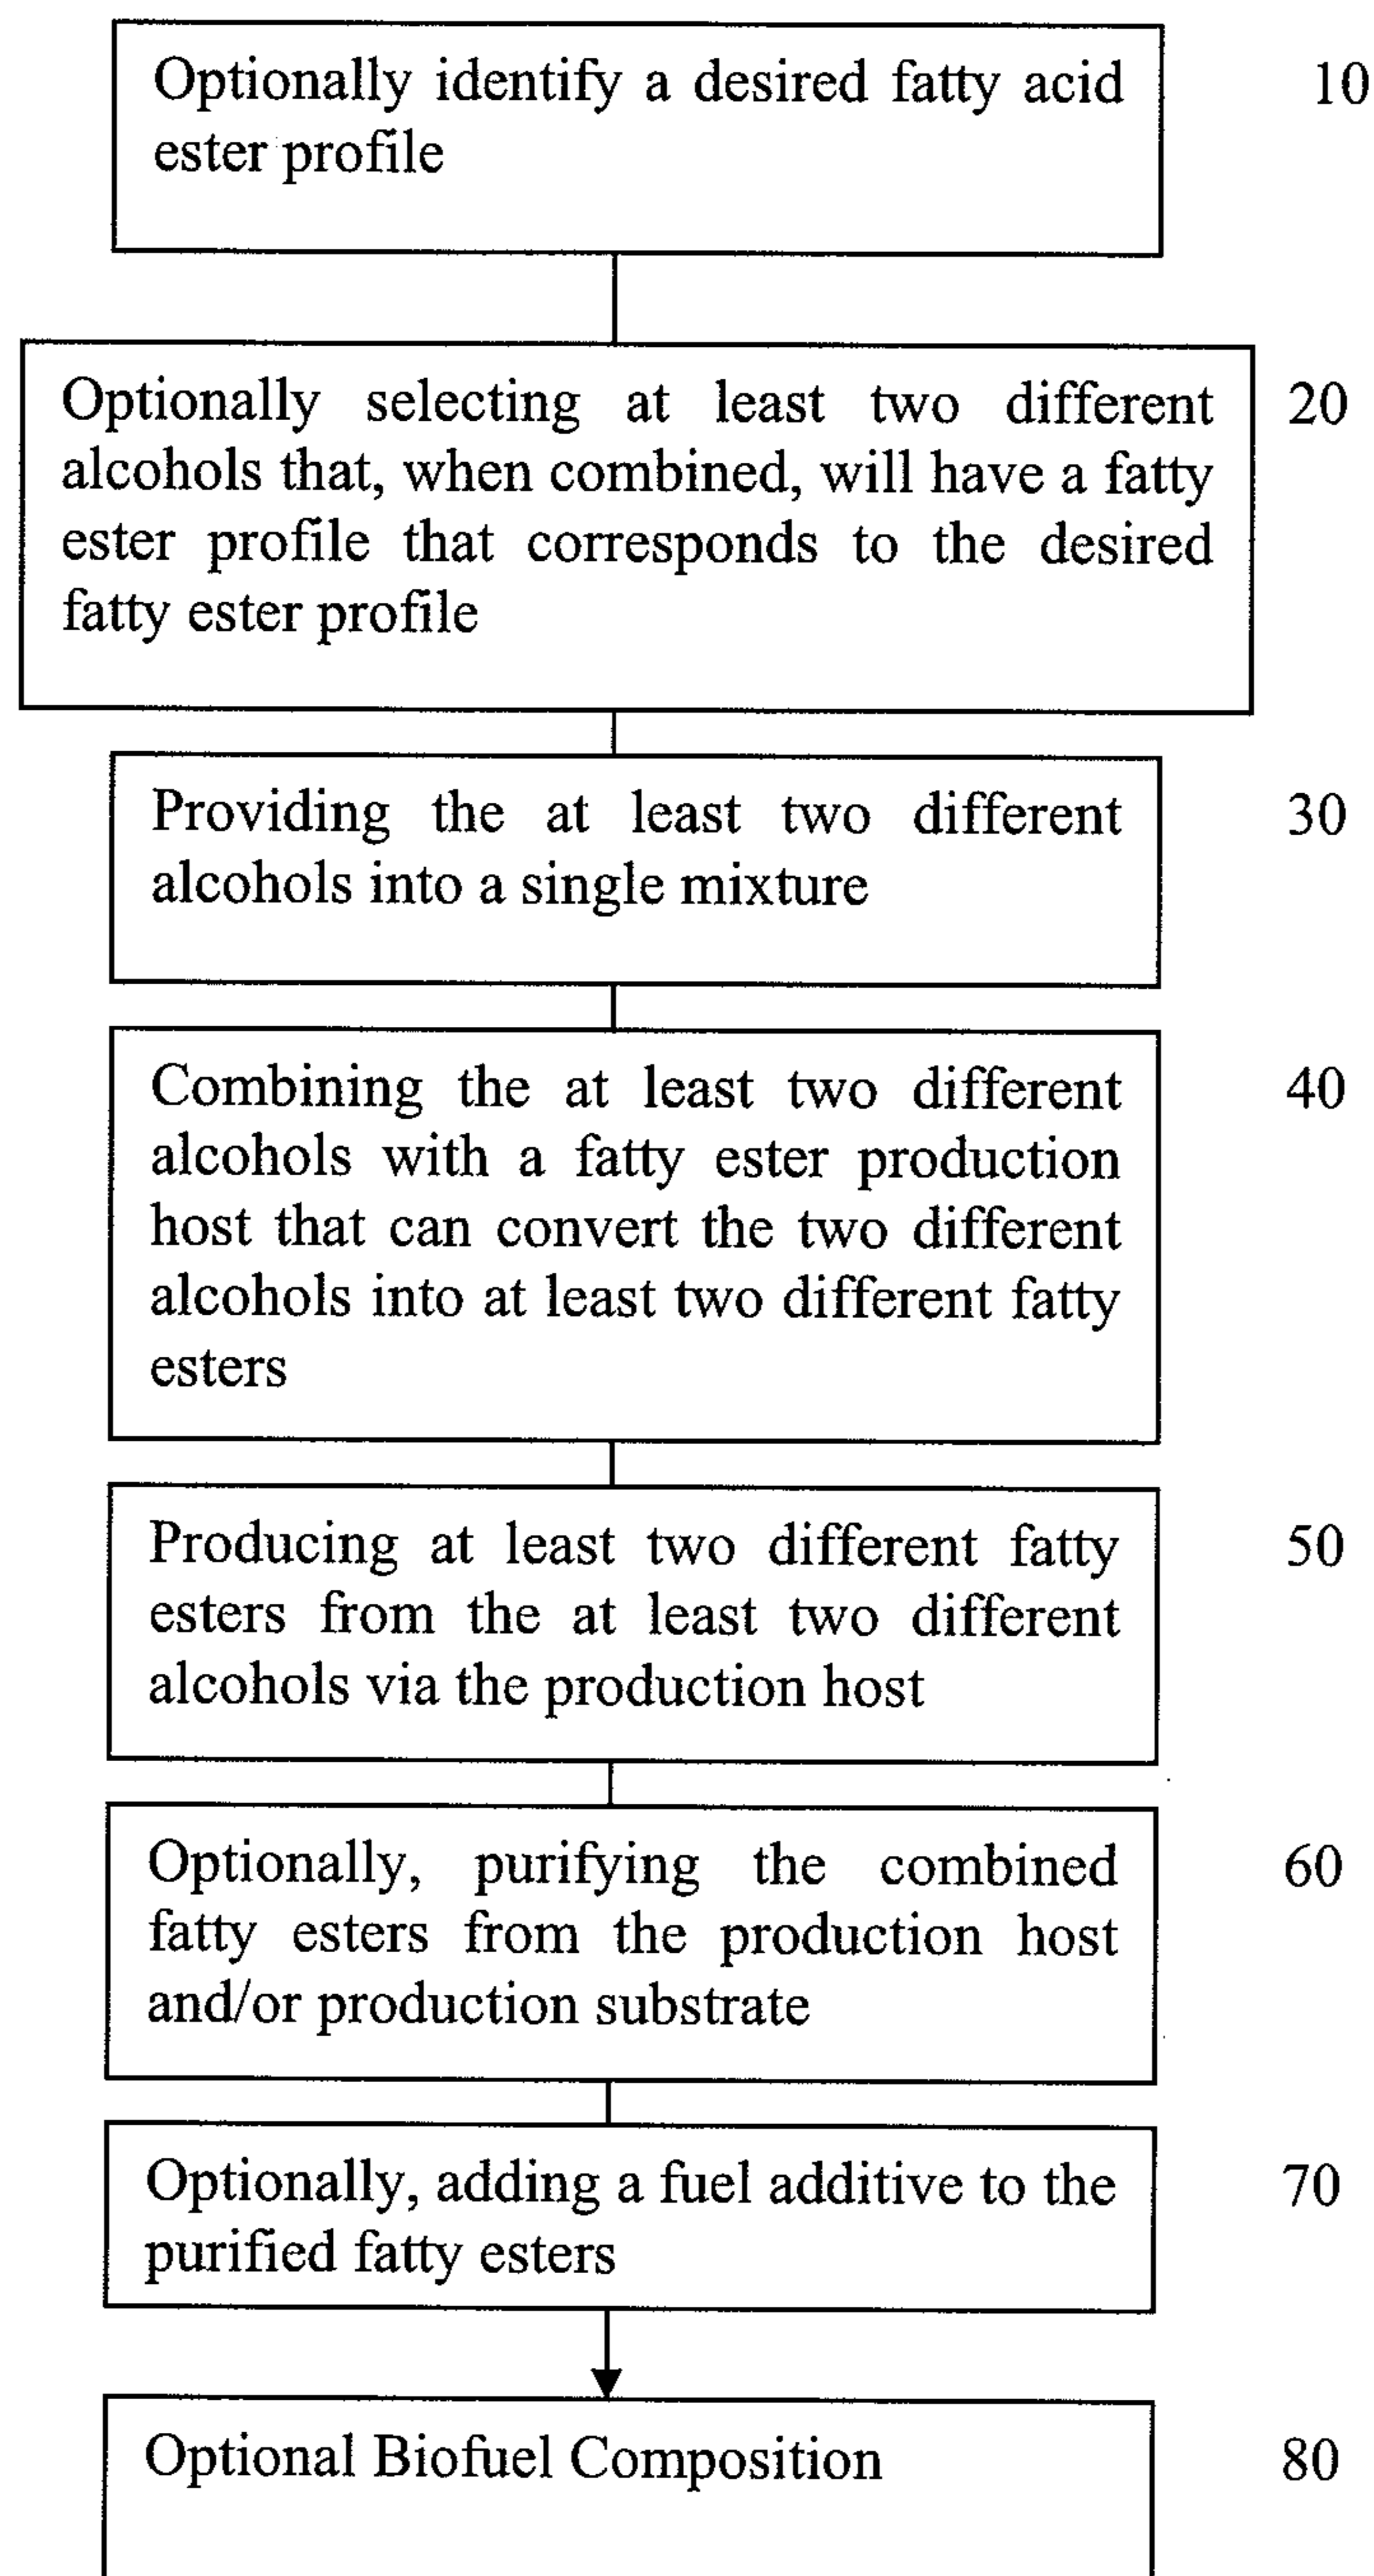 Optionally identify a desired fatty acid 10
ester profile
Optionally selecting at least two different 20
alcohols that, when combined, will have a fatty
ester profile that corresponds to the desired
fatty ester profile
Providing the at least two different 30
alcohols into a single mixture
Combining the at least two different 40
alcohols with a fatty ester production
host that can convert the two different
alcohols into at least two different fatty
esters
Producing at least two different fatty 50
esters from the at least two different
alcohols via the production host
Optionally, purifying the combined 60
fatty esters from the production host
and/or production substrate
Optionally, adding a fuel additive to the 70
purified fatty esters
Optional Biofuel Composition 80